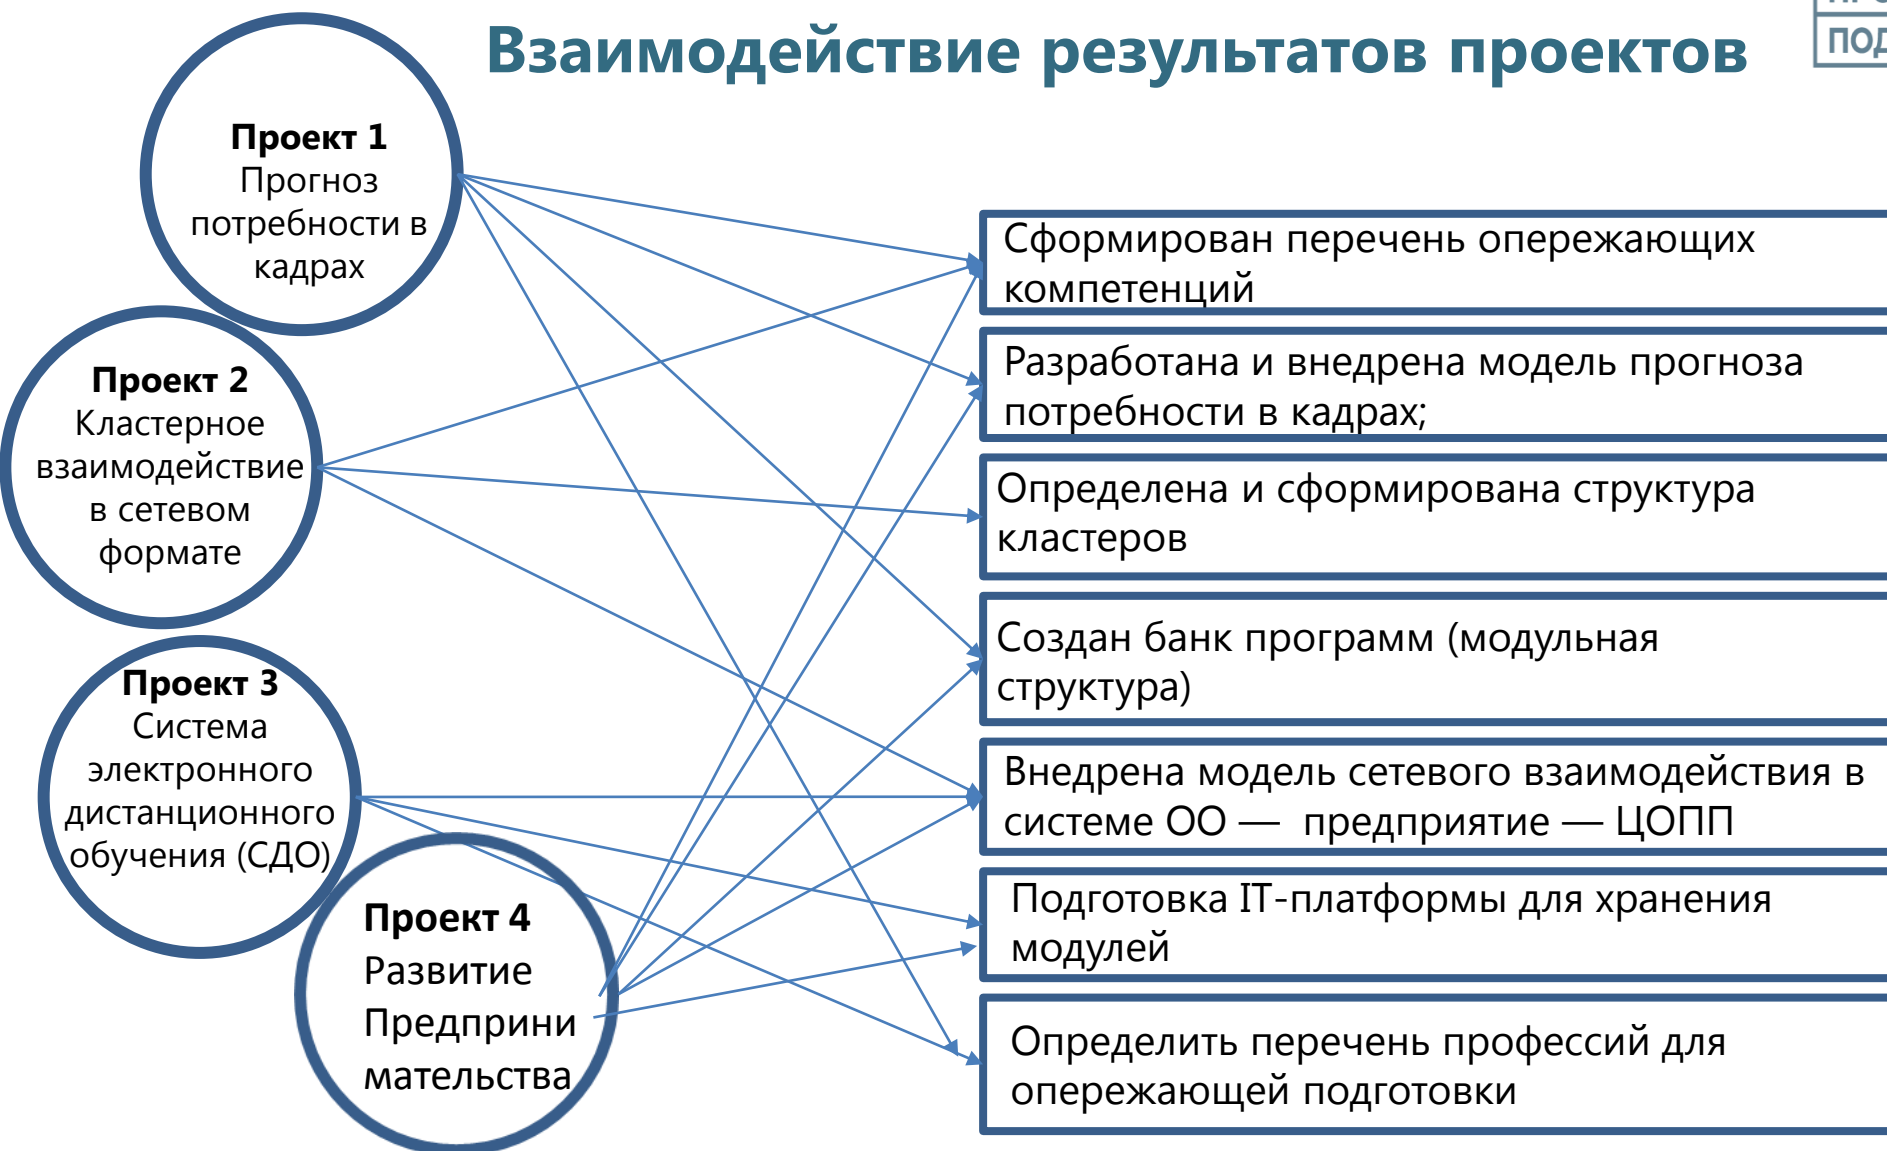 Взаимодействие результатов проектов
ПОД
Проект 1
Прогноз
потребности в
кадрах
Проект 2
Кластерное
взаимодействие
в сетевом
формате
Проект 3
Система
электронного
дистанционного
обучения (СДО)
Проект 4
Развитие
Предприни
мательства
Сформирован перечень опережающих
компетенций
Разработана и внедрена модель прогноза
потребности в кадрах;
Определена и сформирована структура
кластеров
Создан банк программ (модульная
структура)
Внедрена модель сетевого взаимодействия в
системе ОО — предприятие — ЦОПП
Подготовка IT-платформы для хранения
модулей
Определить перечень профессий для
опережающей подготовки